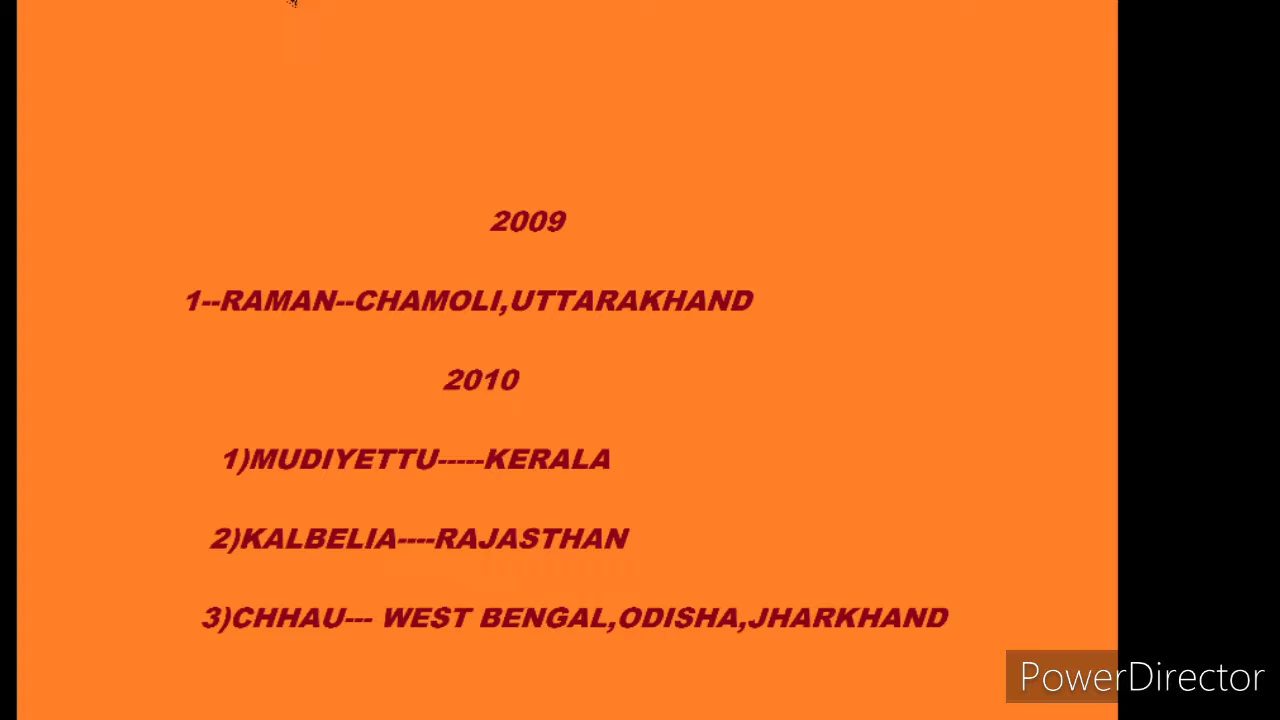 2009
1--RAMAN--CHAMOLI,UTTARAKHAND
2010
1)MUDIYETTU-----KERALA
2)KALBELIA----RAJASTHAN
3)CHHAU--- WEST BENGAL,ODISHA,JHARKHAND
PowerDirector